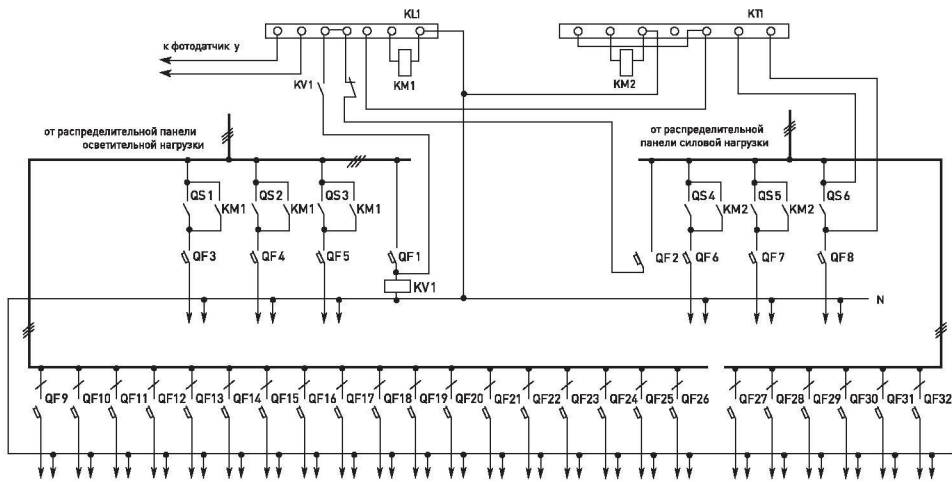 KL1
KT1
к фотодатчик у
KV1
KM1
KM2
от распределительной панели
осветительной нагрузки
от распределительной
панели силовой нагрузки
QS1
KM1
QS2
KM1
QS3
KM1
QS4
KM2
QS5
KM2
QS6
QF3
QF4
QF5
QF1
QF2
QF6
QF7
QF8
KV1
N
QF9
QF10
QF11
QF12
QF13
QF14
QF15
QF16
QF17
QF18
QF19
QF20
QF21
QF22
QF23
QF24
QF25
QF26
QF27
QF28
QF29
QF30
QF31
QF32